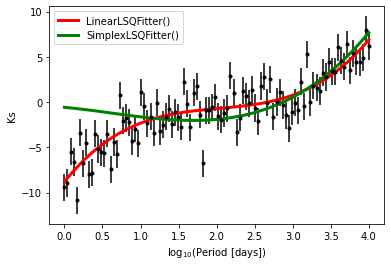 LinearLSQFitter()
SimplexLSQFitter()
10
5
0
−5
−10
Ks
0.0 0.5 1.0 1.5 2.0 2.5 3.0 3.5 4.0
log₁₀(Period [days])